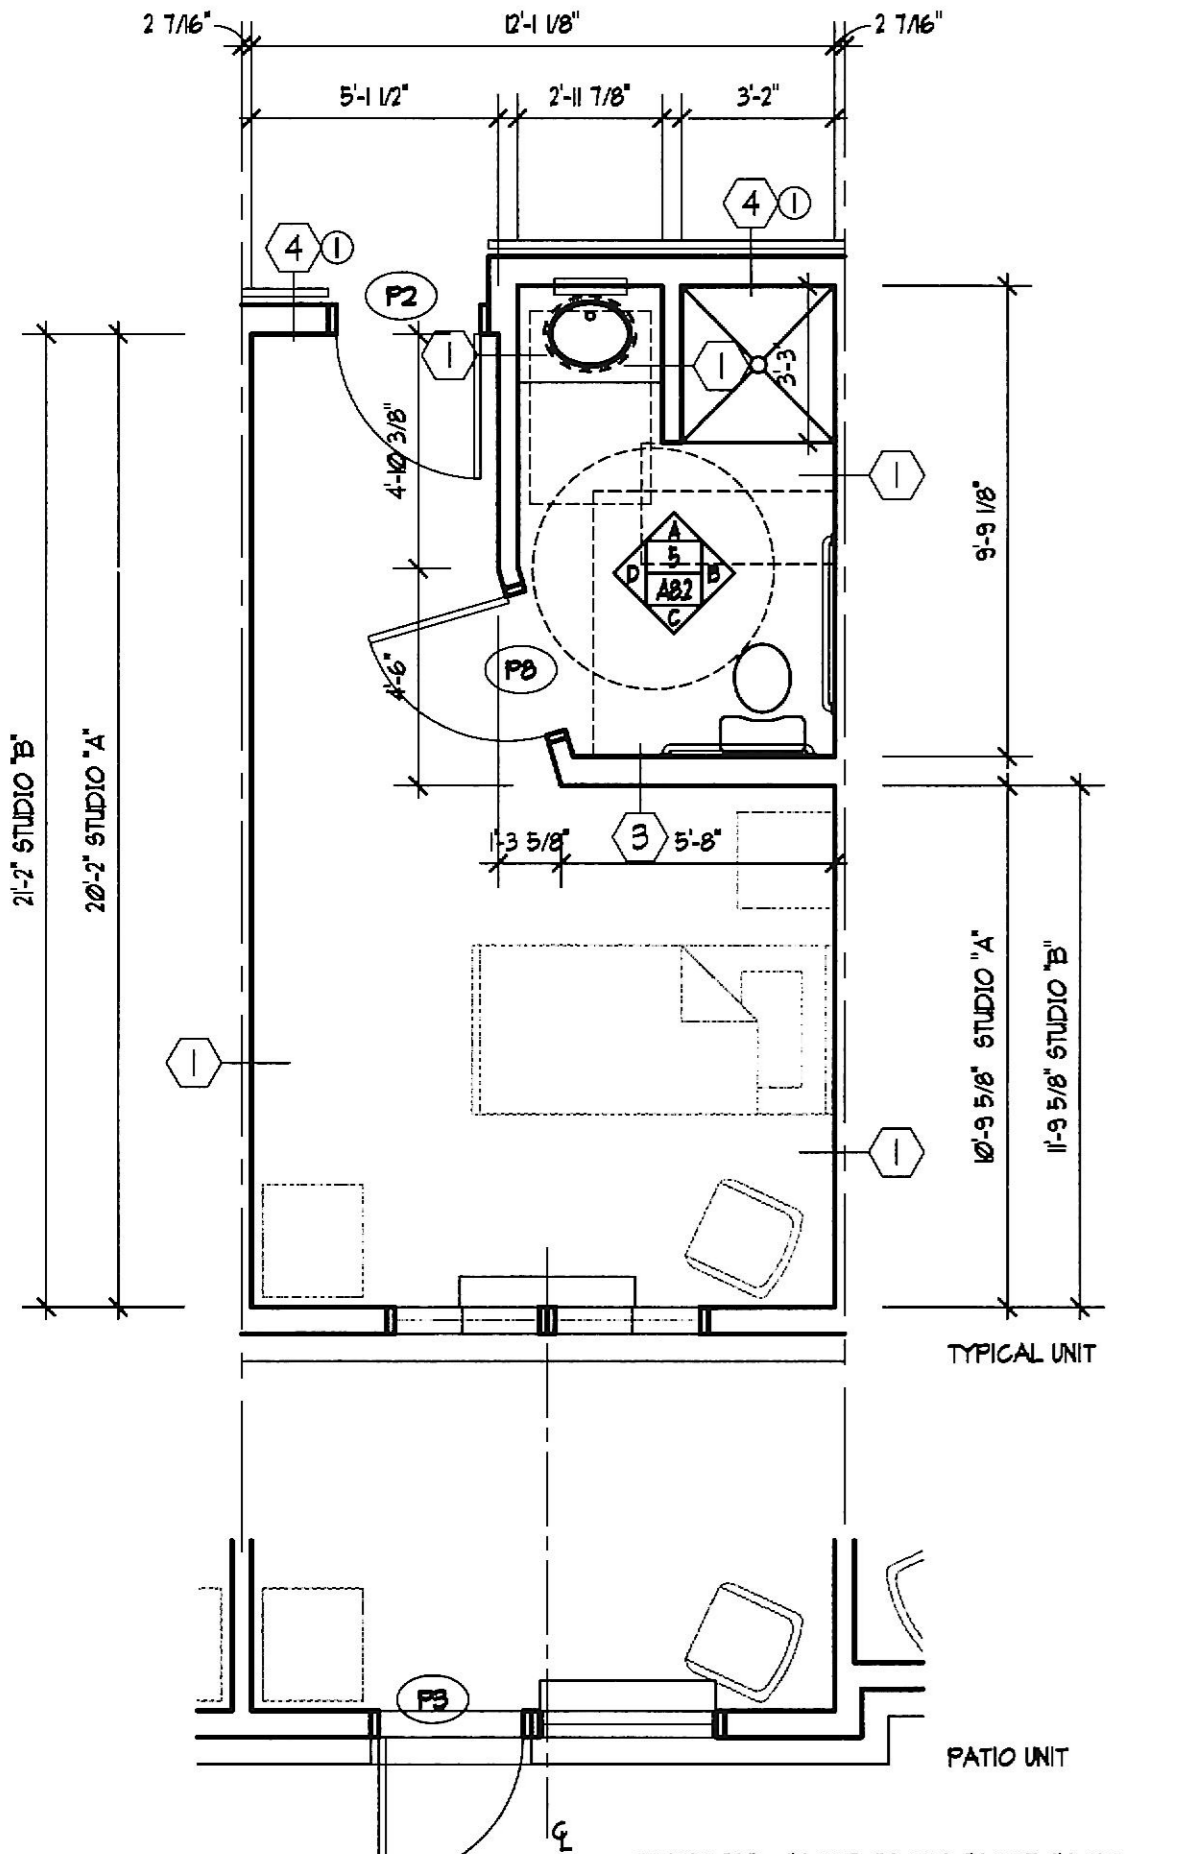 2 7/16"
12'-1 1/8"
2 7/16"
5'-1 1/2"
2'-11 7/8"
3'-2"
4
1
4
1
P2
1
1
3'-3"
4'-10 3/8"
1
9'-9 1/8"
A
5
D
B
A8.2
C
P8
4'-6"
21'-2" STUDIO "B"
20'-2" STUDIO "A"
1'-3 5/8"
3
5'-8"
10'-9 5/8" STUDIO "A"
11'-9 5/8" STUDIO "B"
1
1
TYPICAL UNIT
P3
PATIO UNIT
CL